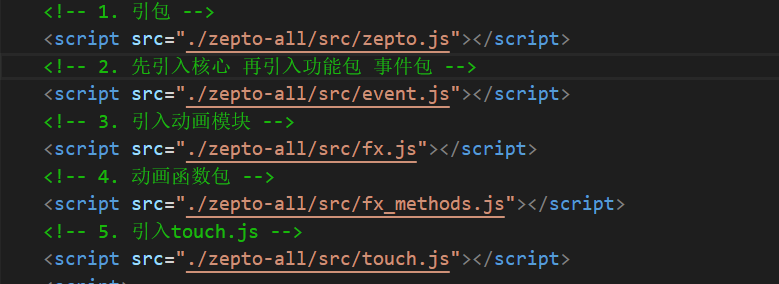 <!-- 1. 引包 -->
<script src="./zepto-all/src/zepto.js"></script>
<!-- 2. 先引入核心 再引入功能包 事件包 -->
<script src="./zepto-all/src/event.js"></script>
<!-- 3. 引入动画模块 -->
<script src="./zepto-all/src/fx.js"></script>
<!-- 4. 动画函数包 -->
<script src="./zepto-all/src/fx_methods.js"></script>
<!-- 5. 引入touch.js -->
<script src="./zepto-all/src/touch.js"></script>